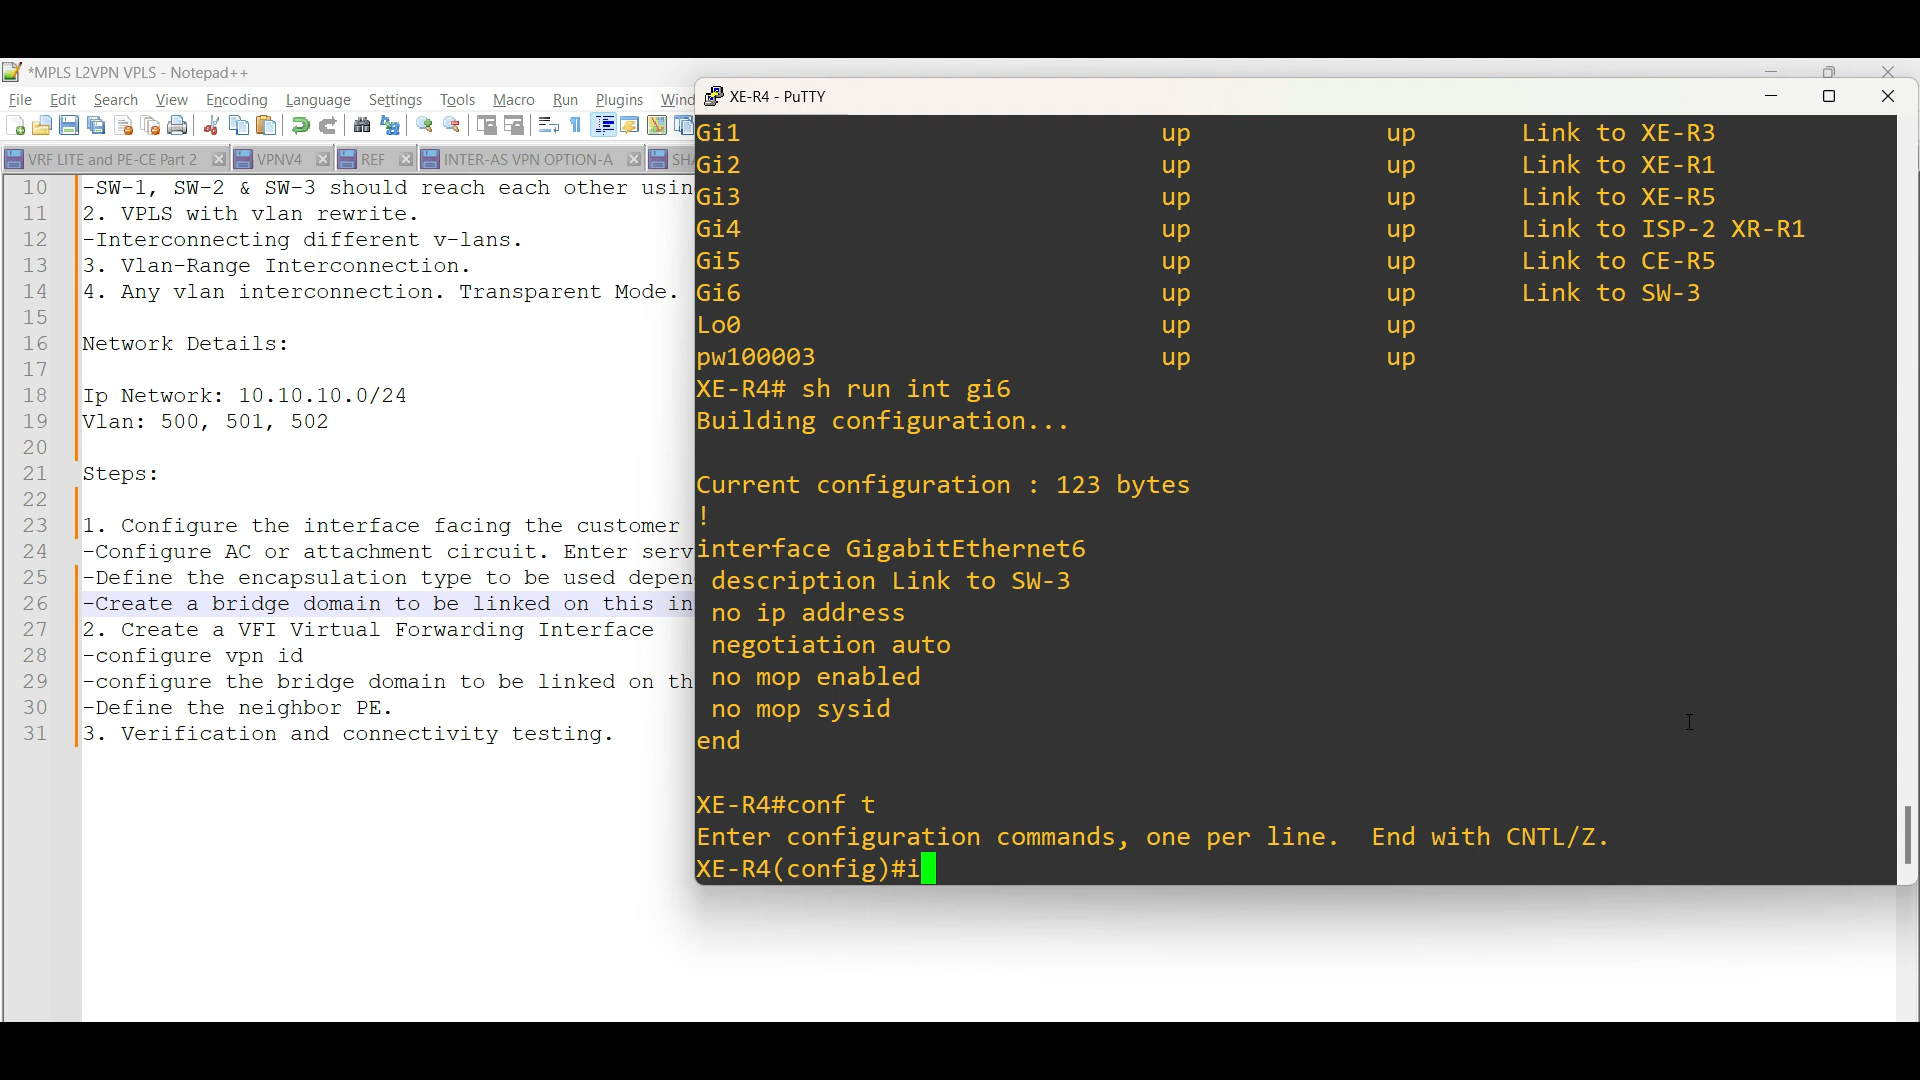 *MPLS L2VPN VPLS - Notepad++
File Edit Search View Encoding Language Settings Tools Macro Run Plugins
VRF LITE and PE-CE Part 2 VPNV4 REF INTER-AS VPN OPTION-A
10 -SW-1, SW-2 & SW-3 should reach each other
11 2. VPLS with vlan rewrite.
12 -Interconnecting different v-lans.
13 3. Vlan-Range Interconnection.
14 4. Any vlan interconnection. Transparent Mode.
15
16 Network Details:
17
18 Ip Network: 10.10.10.0/24
19 Vlan: 500, 501, 502
20
21 Steps:
22
23 1. Configure the interface facing the customer
24 -Configure AC or attachment circuit. Enter
25 -Define the encapsulation type to be used
26 -Create a bridge domain to be linked on this
27 2. Create a VFI Virtual Forwarding Interface
28 -configure vpn id
29 -configure the bridge domain to be linked on
30 -Define the neighbor PE.
31 3. Verification and connectivity testing.
XE-R4 - PuTTY
Gi1 up up Link to XE-R3
Gi2 up up Link to XE-R1
Gi3 up up Link to XE-R5
Gi4 up up Link to ISP-2 XR-R1
Gi5 up up Link to CE-R5
Gi6 up up Link to SW-3
Lo0 up up
pw100003 up up
XE-R4# sh run int gi6
Building configuration...
Current configuration : 123 bytes
!
interface GigabitEthernet6
description Link to SW-3
no ip address
negotiation auto
no mop enabled
no mop sysid
end
XE-R4#conf t
Enter configuration commands, one per line. End with CNTL/Z.
XE-R4(config)#i